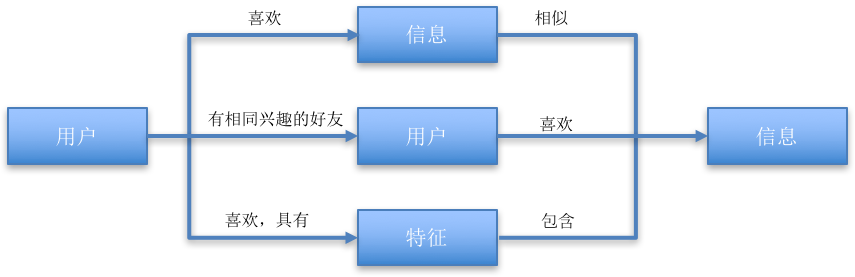 喜欢
信息
相似
用户
有相同兴趣的好友
用户
喜欢
信息
喜欢，具有
特征
包含